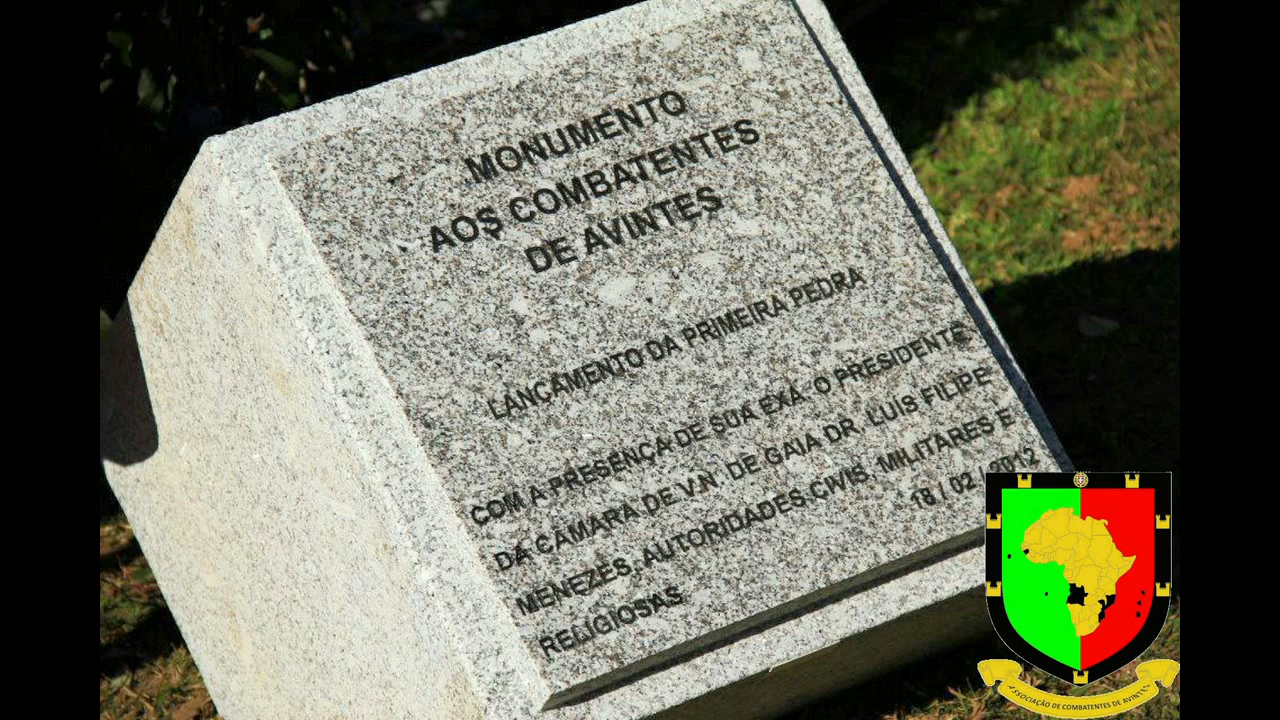 MONUMENTO
AOS COMBATENTES
DE AVINTES
LANÇAMENTO DA PRIMEIRA PEDRA
COM A PRESENÇA DE SUA EXA. O PRESIDENTE
DA CÂMARA DE V.N. DE GAIA DR. LUIS FILIPE
MENEZES, AUTORIDADES CIVIS, MILITARES E
RELIGIOSAS
18 / 02 / 2012
ASSOCIAÇÃO DE COMBATENTES DE AVINTES